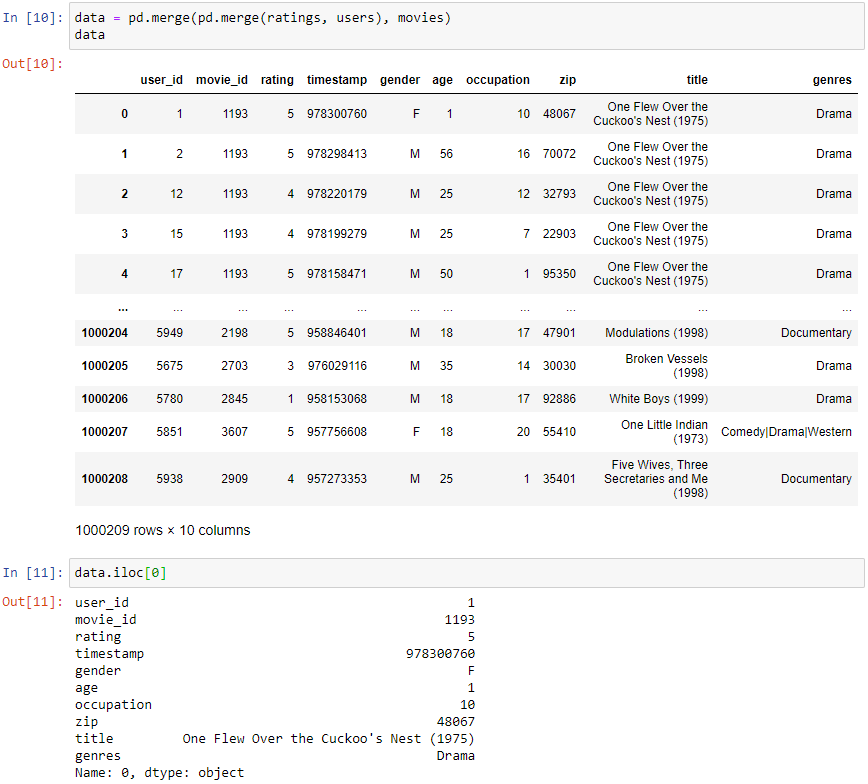 In [10]: data = pd.merge(pd.merge(ratings, users), movies)
data
Out[10]:
user_id movie_id rating timestamp gender age occupation zip title genres
0 1 1193 5 978300760 F 1 10 48067 One Flew Over the
Cuckoo's Nest (1975) Drama
1 2 1193 5 978298413 M 56 16 70072 One Flew Over the
Cuckoo's Nest (1975) Drama
2 12 1193 4 978220179 M 25 12 32793 One Flew Over the
Cuckoo's Nest (1975) Drama
3 15 1193 4 978199279 M 25 7 22903 One Flew Over the
Cuckoo's Nest (1975) Drama
4 17 1193 5 978158471 M 50 1 95350 One Flew Over the
Cuckoo's Nest (1975) Drama
... ... ... ... ... ... ... ... ... ... ...
1000204 5949 2198 5 958846401 M 18 17 47901 Modulations (1998) Documentary
1000205 5675 2703 3 976029116 M 35 14 30030 Broken Vessels
(1998) Drama
1000206 5780 2845 1 958153068 M 18 17 92886 White Boys (1999) Drama
1000207 5851 3607 5 957756608 F 18 20 55410 One Little Indian
(1973) Comedy|Drama|Western
1000208 5938 2909 4 957273353 M 25 1 35401 Five Wives, Three
Secretaries and Me
(1998) Documentary
1000209 rows × 10 columns
In [11]: data.iloc[0]
Out[11]: user_id 1
movie_id 1193
rating 5
timestamp 978300760
gender F
age 1
occupation 10
zip 48067
title One Flew Over the Cuckoo's Nest (1975)
genres Drama
Name: 0, dtype: object